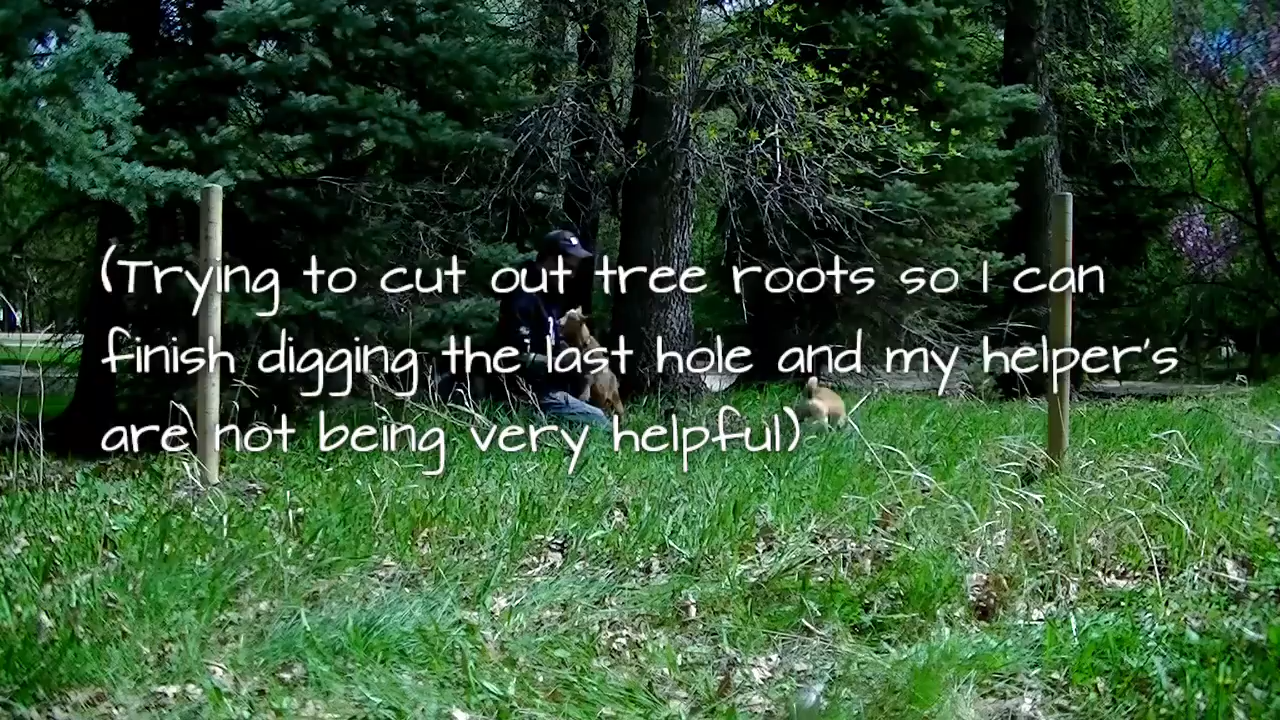 (Trying to cut out tree roots so I can
finish digging the last hole and my helper's
are not being very helpful)